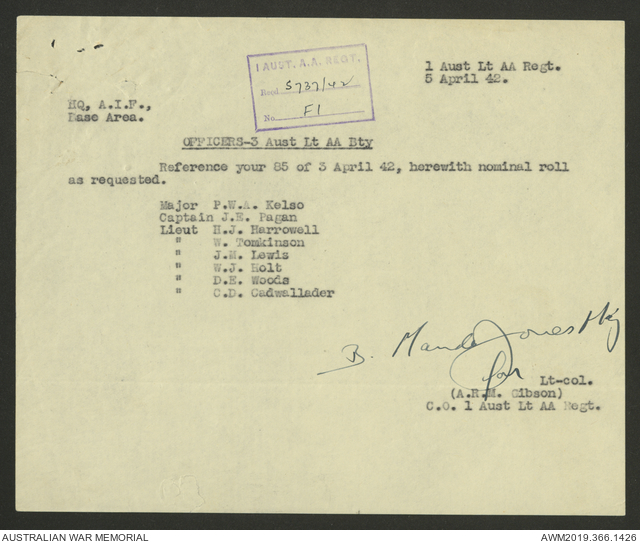 1 AUST. A.A. REGT.
Recd. 5737/42
No. F1
1 Aust Lt AA Regt.
5 April 42.
HQ, A.I.F.,
Base Area.
OFFICERS-3 Aust Lt AA Bty
Reference your 85 of 3 April 42, herewith nominal roll
as requested.
Major P.W.A. Kelso
Captain J.E. Pagan
Lieut H.J. Harrowell
" W. Tomkinson
" J.M. Lewis
" W.J. Holt
" D.E. Woods
" C.D. Cadwallader
B. Maude Jones
for Lt-col.
(A.R.M. Gibson)
C.O. 1 Aust Lt AA Regt.
AUSTRALIAN WAR MEMORIAL
AWM2019.366.1426